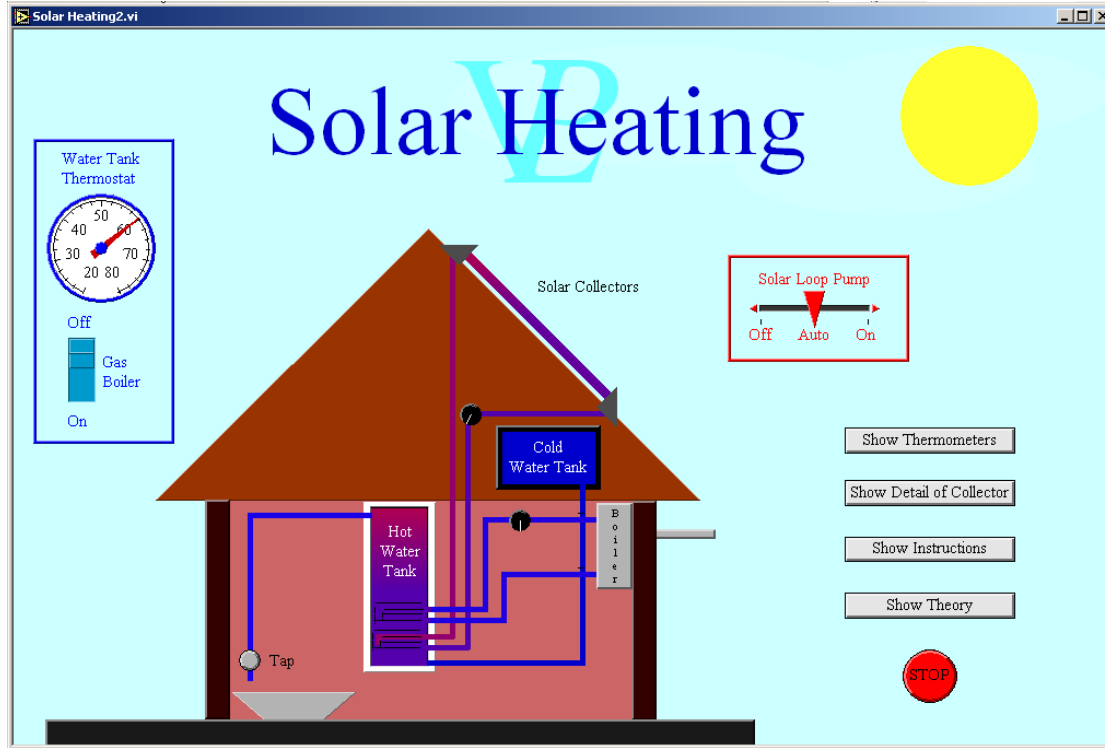 Solar Heating2.vi
VL
Solar Heating
Water Tank
Thermostat
50
40
60
30
70
20
80
Off
Gas
Boiler
On
Solar Collectors
Solar Loop Pump
Off
Auto
On
Cold
Water Tank
Hot
Water
Tank
B
o
i
l
e
r
Tap
Show Thermometers
Show Detail of Collector
Show Instructions
Show Theory
STOP